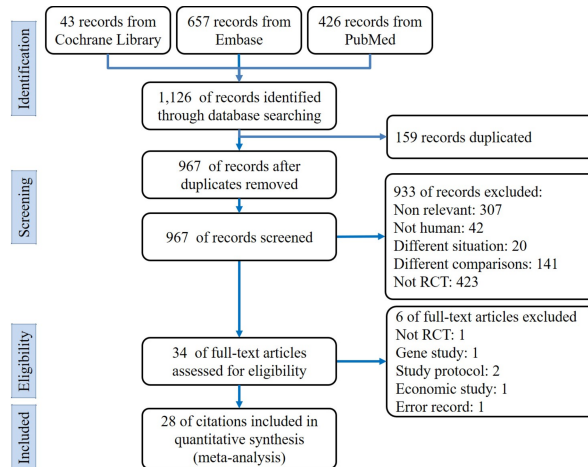 Identification
43 records from
Cochrane Library
657 records from
Embase
426 records from
PubMed
1,126 of records identified
through database searching
159 records duplicated
Screening
967 of records after
duplicates removed
967 of records screened
933 of records excluded:
Non relevant: 307
Not human: 42
Different situation: 20
Different comparisons: 141
Not RCT: 423
Eligibility
34 of full-text articles
assessed for eligibility
6 of full-text articles excluded
Not RCT: 1
Gene study: 1
Study protocol: 2
Economic study: 1
Error record: 1
Included
28 of citations included in
quantitative synthesis
(meta-analysis)